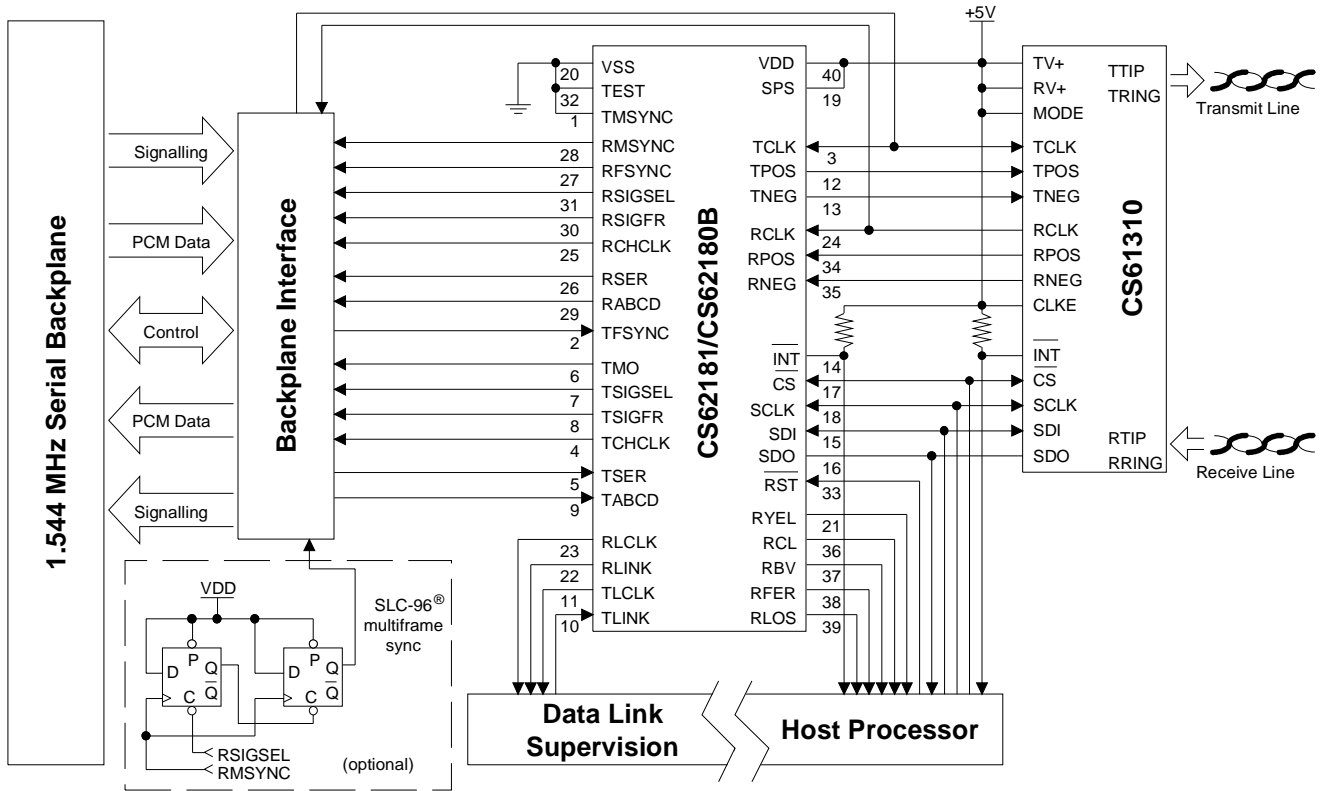 +5V
1.544 MHz Serial Backplane
Signalling
PCM Data
Control
PCM Data
Signalling
Backplane Interface
CS62181/CS62180B
VSS
20
TEST
32
TMSYNC
1
RMSYNC
28
RFSYNC
27
RSIGSEL
31
RSIGFR
30
RCHCLK
25
RSER
26
RABCD
29
TFSYNC
2
TMO
6
TSIGSEL
7
TSIGFR
8
TCHCLK
4
TSER
5
TABCD
9
RLCLK
23
RLINK
22
TLCLK
11
TLINK
10
VDD
40
SPS
19
TCLK
3
TPOS
12
TNEG
13
RCLK
24
RPOS
34
RNEG
35
INT
14
CS
17
SCLK
18
SDI
15
SDO
16
RST
33
RYEL
21
RCL
36
RBV
37
RFER
38
RLOS
39
CS61310
TV+
RV+
MODE
TCLK
TPOS
TNEG
RCLK
RPOS
RNEG
CLKE
INT
CS
SCLK
SDI
SDO
TTIP
TRING
Transmit Line
RTIP
RRING
Receive Line
VDD
SLC-96®
multiframe
sync
D P Q
Q
C
D P Q
Q
C
RSIGSEL
RMSYNC
(optional)
Data Link
Supervision
Host Processor